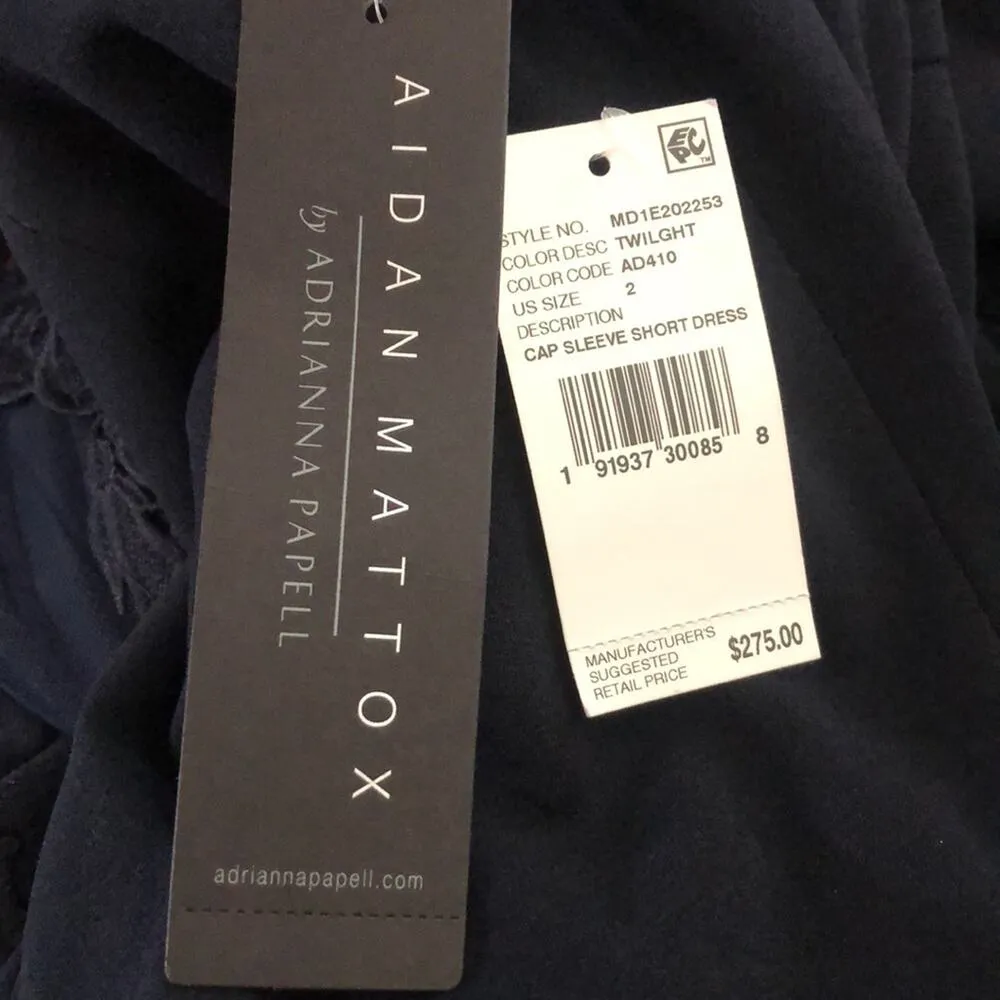 AIDAN MATTOX
by ADRIANNA PAPELL
adriannapapell.com
EPC TM
STYLE NO. MD1E202253
COLOR DESC TWILGHT
COLOR CODE AD410
US SIZE 2
DESCRIPTION
CAP SLEEVE SHORT DRESS
1 91937 30085 8
MANUFACTURER'S
SUGGESTED
RETAIL PRICE
$275.00